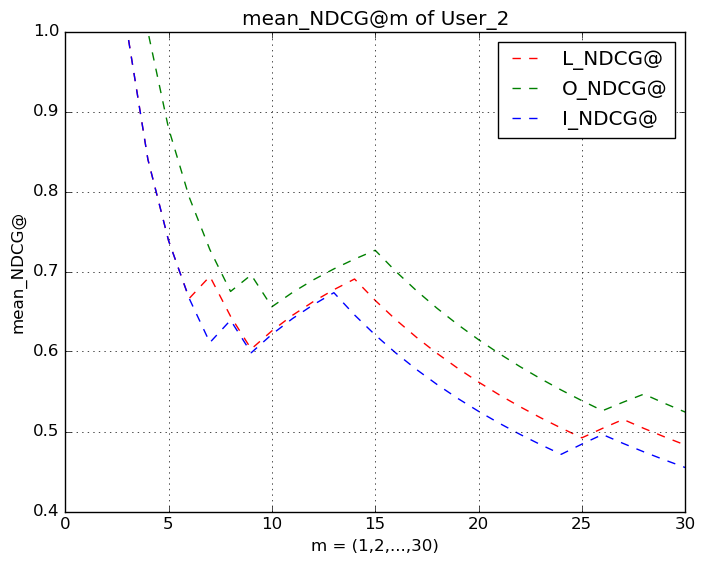 mean_NDCG@m of User_2
L_NDCG@
O_NDCG@
I_NDCG@
mean_NDCG@
1.0
0.9
0.8
0.7
0.6
0.5
0.4
0 5 10 15 20 25 30
m = (1,2,...,30)